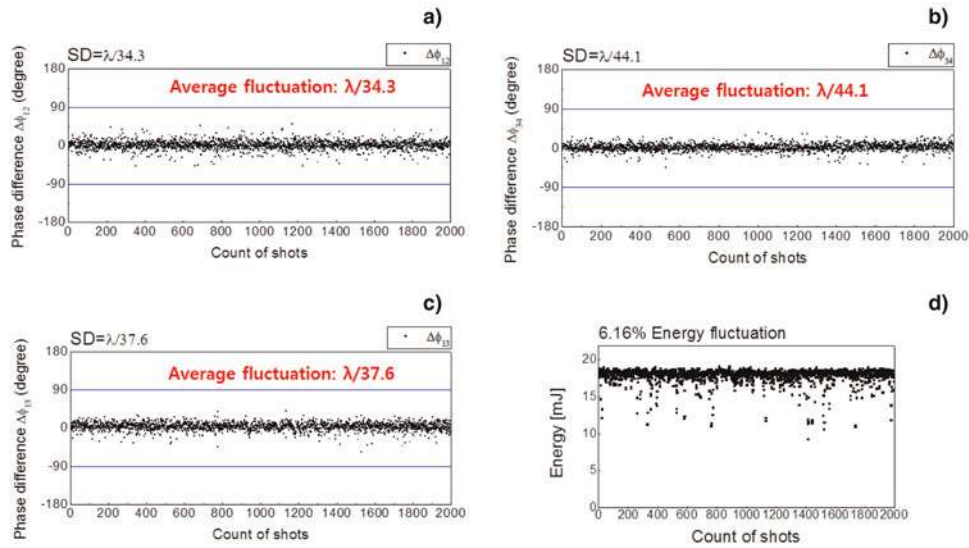 a)
SD=λ/34.3
Δϕ12
Average fluctuation: λ/34.3
Phase difference Δϕ12 (degree)
180
90
0
-90
-180
0 200 400 600 800 1000 1200 1400 1600 1800 2000
Count of shots
b)
SD=λ/44.1
Δϕ34
Average fluctuation: λ/44.1
Phase difference Δϕ34 (degree)
180
90
0
-90
-180
0 200 400 600 800 1000 1200 1400 1600 1800 2000
Count of shots
c)
SD=λ/37.6
Δϕ13
Average fluctuation: λ/37.6
Phase difference Δϕ13 (degree)
180
90
0
-90
-180
0 200 400 600 800 1000 1200 1400 1600 1800 2000
Count of shots
d)
6.16% Energy fluctuation
Energy [mJ]
20
15
10
5
0
0 200 400 600 800 1000 1200 1400 1600 1800 2000
Count of shots